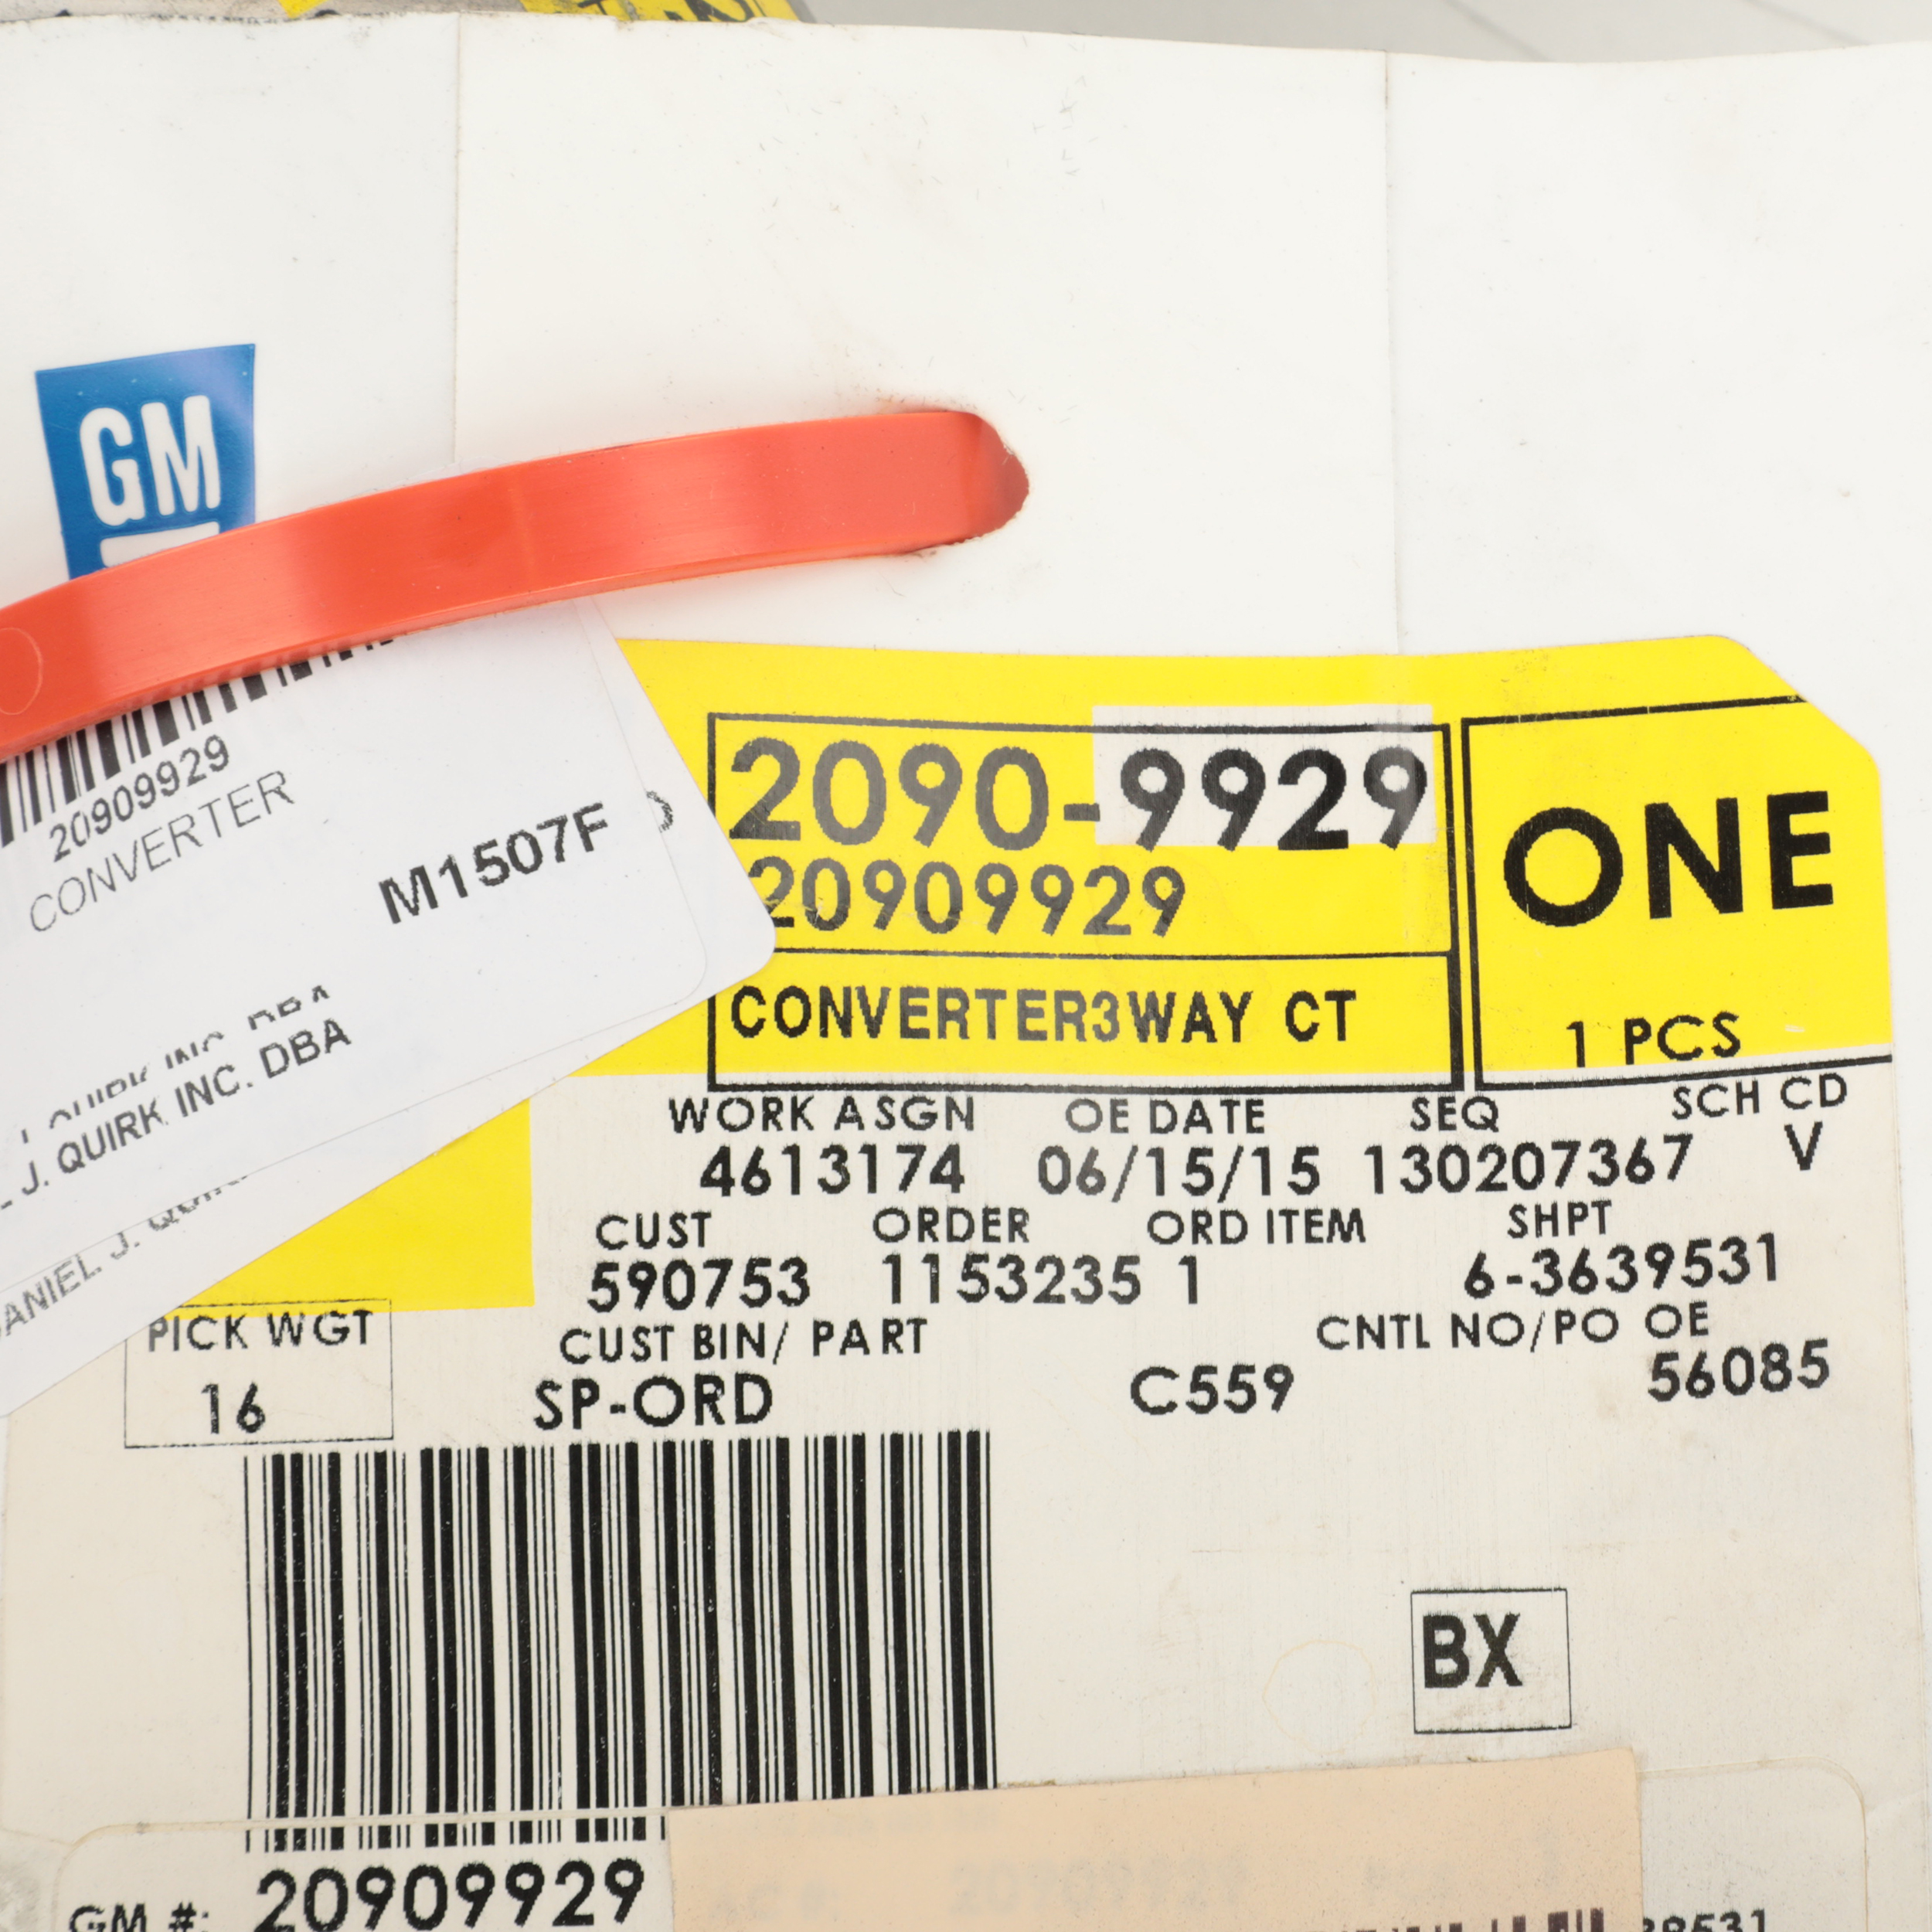 GM
20909929
CONVERTER
M1507F
J. QUIRK INC. DBA
2090-9929
20909929
CONVERTER3WAY CT
ONE
1 PCS
WORK ASGN OE DATE SEQ SCH CD
4613174 06/15/15 130207367 V
CUST ORDER ORD ITEM SHPT
590753 1153235 1 6-3639531
PICK WGT CUST BIN/ PART CNTL NO/PO OE
16 SP-ORD C559 56085
BX
GM #: 20909929